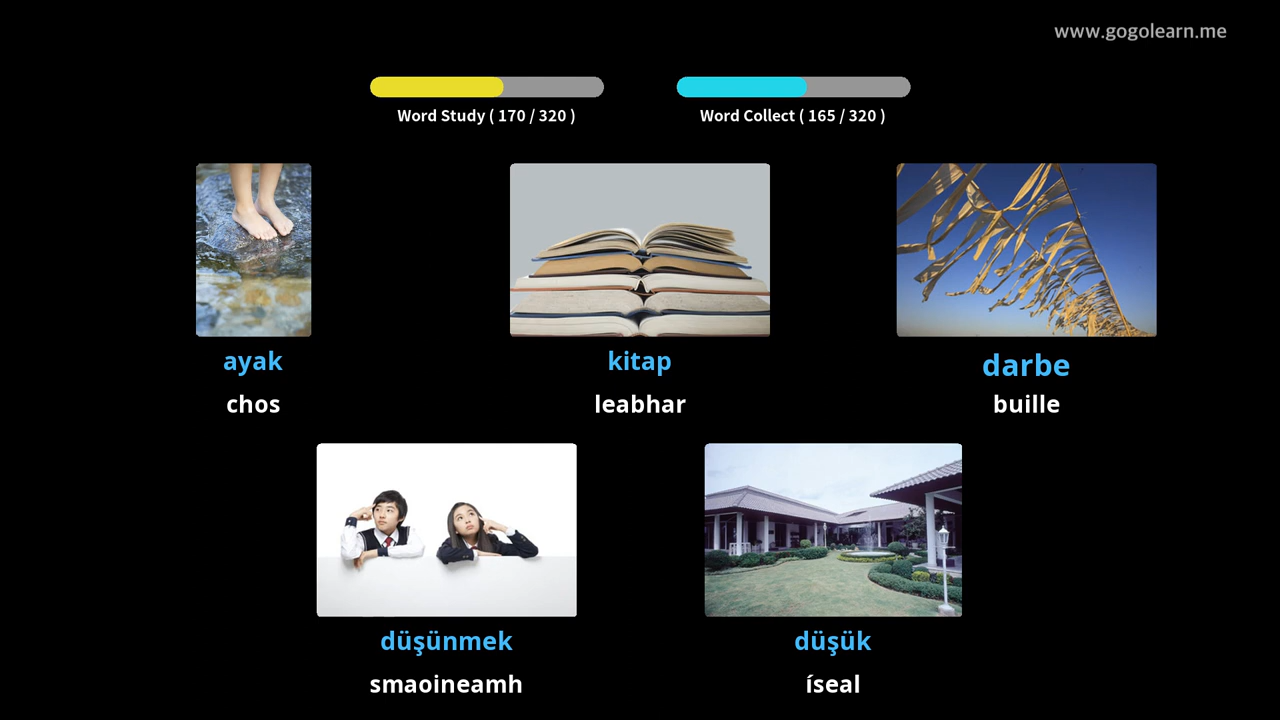 www.gogolearn.me
Word Study ( 170 / 320 )
Word Collect ( 165 / 320 )
ayak
chos
kitap
leabhar
darbe
buille
düşünmek
smaoineamh
düşük
íseal